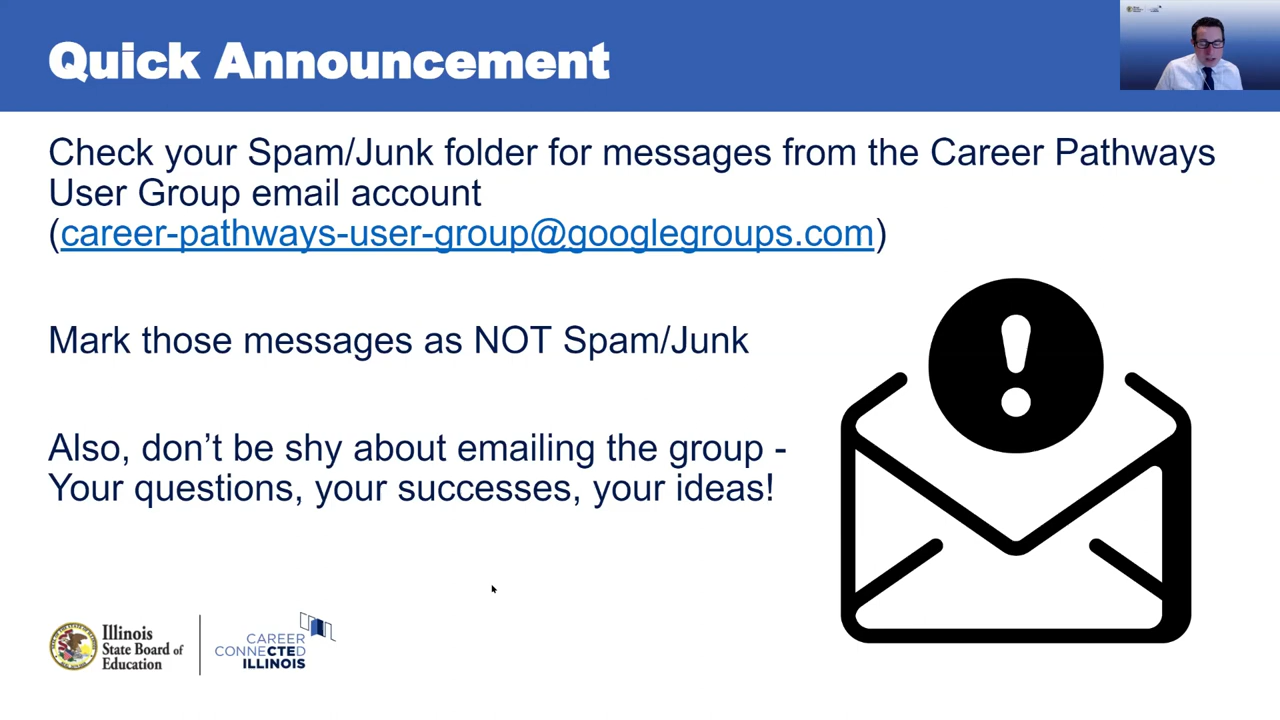 Quick Announcement
Check your Spam/Junk folder for messages from the Career Pathways
User Group email account
(career-pathways-user-group@googlegroups.com)
Mark those messages as NOT Spam/Junk
Also, don’t be shy about emailing the group -
Your questions, your successes, your ideas!
Illinois
State Board of
Education
CAREER
CONNECTED
ILLINOIS